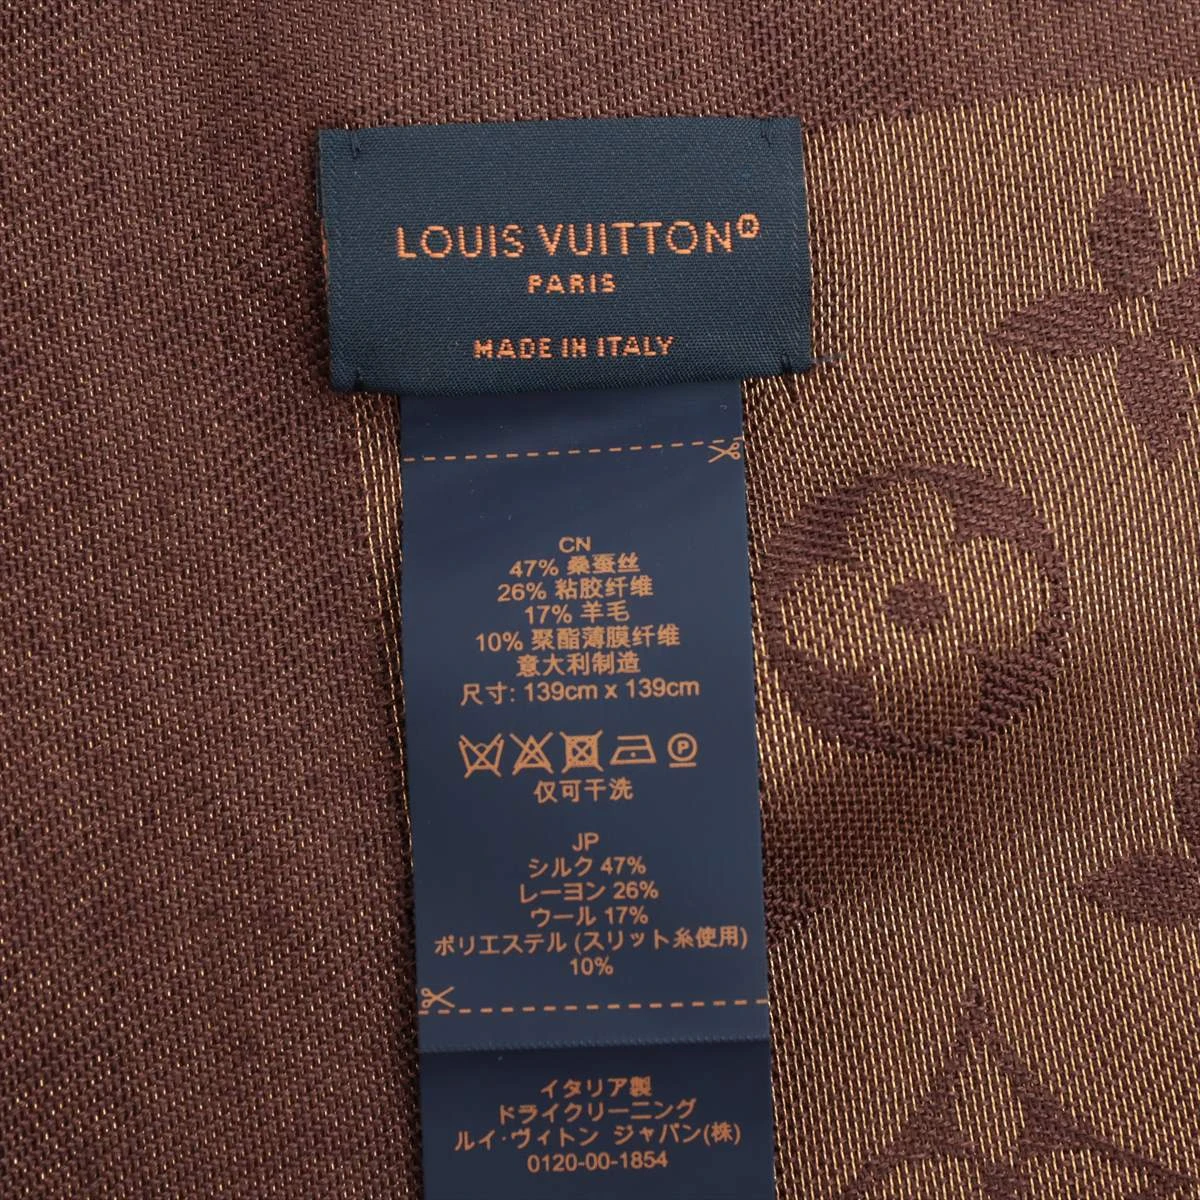 LOUIS VUITTON®
PARIS
MADE IN ITALY
CN
47% 桑蚕丝
26% 粘胶纤维
17% 羊毛
10% 聚酯薄膜纤维
意大利制造
尺寸: 139cm x 139cm
P
仅可干洗
JP
シルク 47%
レーヨン 26%
ウール 17%
ポリエステル (スリット糸使用)
10%
イタリア製
ドライクリーニング
ルイ·ヴィトン ジャパン(株)
0120-00-1854